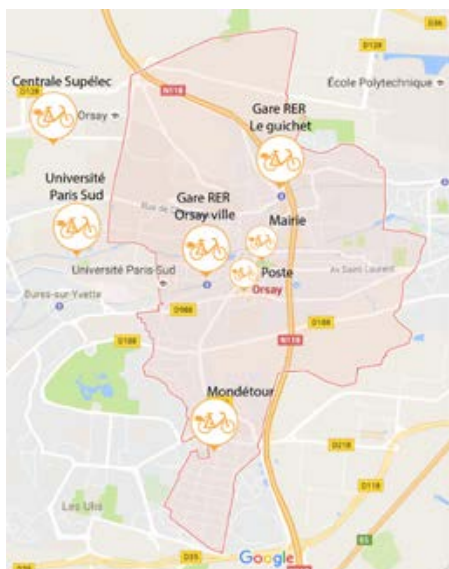 D36
D128
Centrale Supélec
D128
Orsay
N118
École Polytechnique
Gare RER
Le guichet
Université
Paris Sud
Gare RER
Orsay ville
Mairie
Université Paris-Sud
Poste
Orsay
Av Saint Laurent
Bures-sur-Yvette
D988
D188
D188
N118
Mondétour
D218
D118
Les Ulis
E5
D35
Google